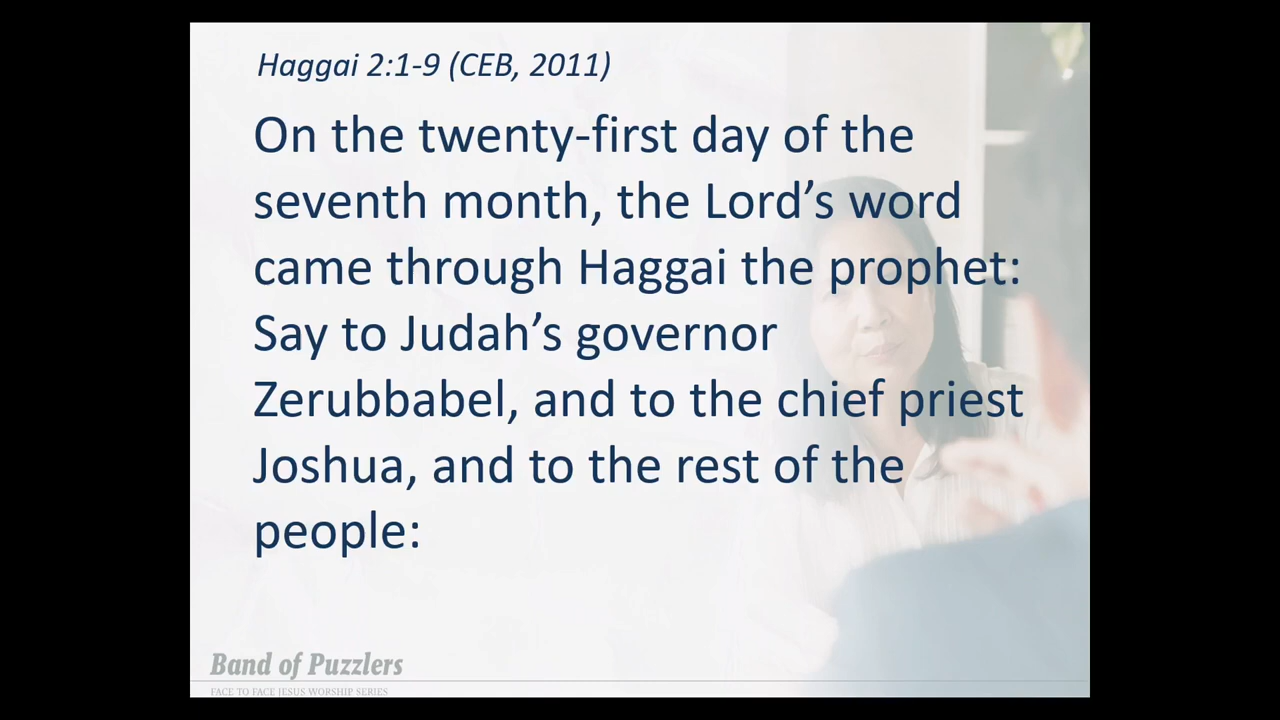 Haggai 2:1-9 (CEB, 2011)
On the twenty-first day of the
seventh month, the Lord’s word
came through Haggai the prophet:
Say to Judah’s governor
Zerubbabel, and to the chief priest
Joshua, and to the rest of the
people:
Band of Puzzlers
FACE TO FACE JESUS WORSHIP SERIES